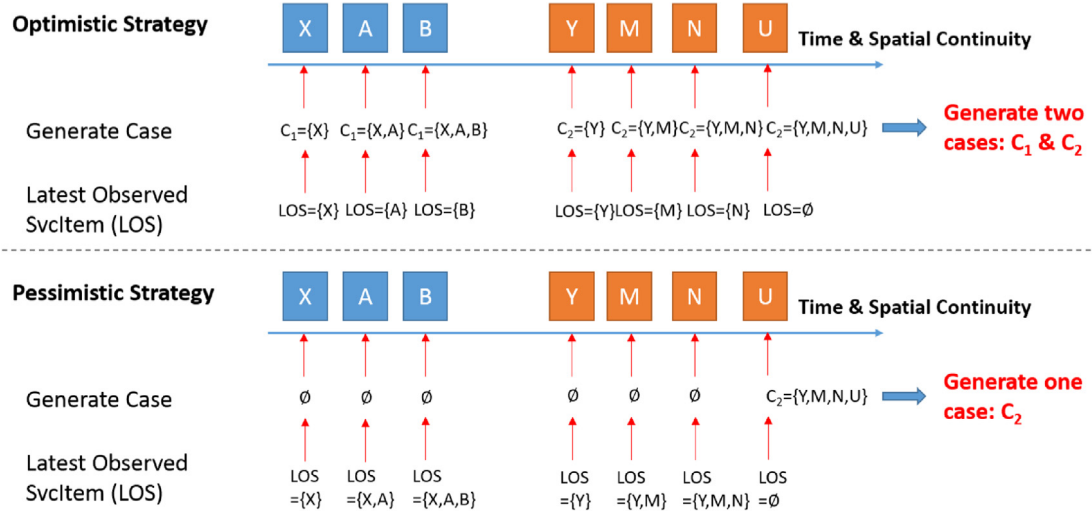 Optimistic Strategy
X A B Y M N U
Time & Spatial Continuity
Generate Case
C1={X} C1={X,A} C1={X,A,B} C2={Y} C2={Y,M} C2={Y,M,N} C2={Y,M,N,U}
Generate two
cases: C1 & C2
Latest Observed
SvcItem (LOS)
LOS={X} LOS={A} LOS={B} LOS={Y} LOS={M} LOS={N} LOS=Ø
Pessimistic Strategy
X A B Y M N U
Time & Spatial Continuity
Generate Case
Ø Ø Ø Ø Ø Ø C2={Y,M,N,U}
Generate one
case: C2
Latest Observed
SvcItem (LOS)
LOS LOS LOS LOS LOS LOS LOS
={X} ={X,A} ={X,A,B} ={Y} ={Y,M} ={Y,M,N} =Ø